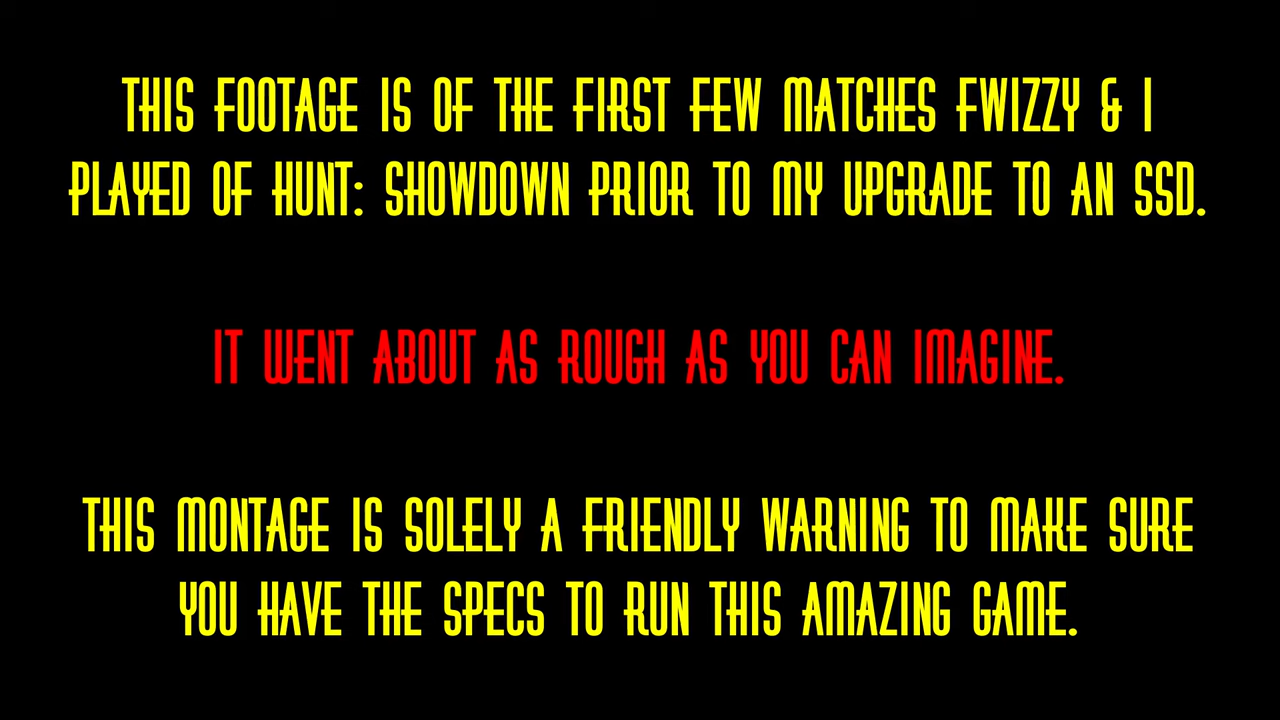 THIS FOOTAGE IS OF THE FIRST FEW MATCHES FWIZZY & I
PLAYED OF HUNT: SHOWDOWN PRIOR TO MY UPGRADE TO AN SSD.
IT WENT ABOUT AS ROUGH AS YOU CAN IMAGINE.
THIS MONTAGE IS SOLELY A FRIENDLY WARNING TO MAKE SURE
YOU HAVE THE SPECS TO RUN THIS AMAZING GAME.